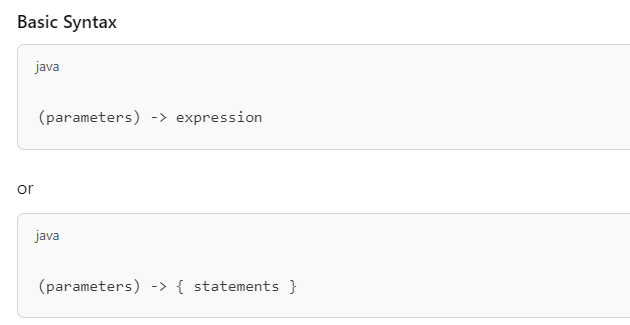 Basic Syntax
java
(parameters) -> expression
or
java
(parameters) -> { statements }